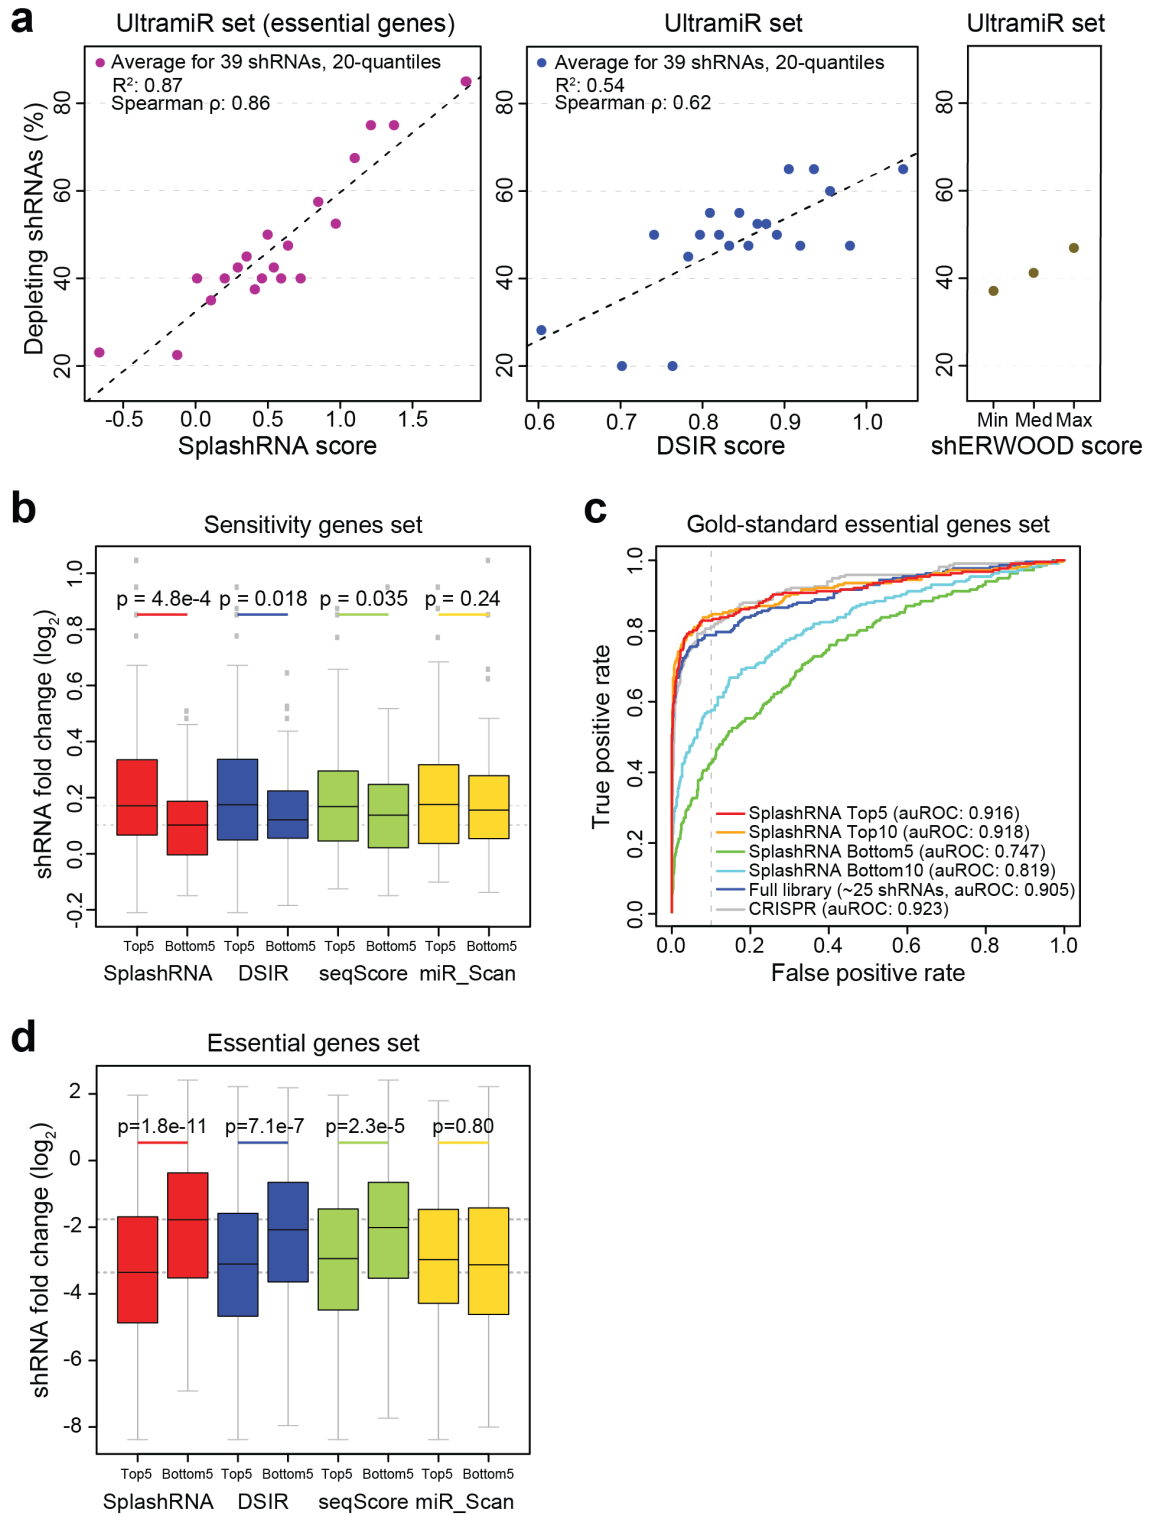 a
UltramiR set (essential genes)
UltramiR set
UltramiR set
Average for 39 shRNAs, 20-quantiles
R²: 0.87
Spearman ρ: 0.86
Average for 39 shRNAs, 20-quantiles
R²: 0.54
Spearman ρ: 0.62
Depleting shRNAs (%)
80
60
40
20
80
60
40
20
80
60
40
20
-0.5 0.0 0.5 1.0 1.5
SplashRNA score
0.6 0.7 0.8 0.9 1.0
DSIR score
Min Med Max
shERWOOD score
b
Sensitivity genes set
shRNA fold change (log2)
1.0
0.8
0.6
0.4
0.2
0.0
-0.2
p = 4.8e-4 p = 0.018 p = 0.035 p = 0.24
Top5 Bottom5 Top5 Bottom5 Top5 Bottom5 Top5 Bottom5
SplashRNA DSIR seqScore miR_Scan
c
Gold-standard essential genes set
True positive rate
1.0
0.8
0.6
0.4
0.2
0.0
SplashRNA Top5 (auROC: 0.916)
SplashRNA Top10 (auROC: 0.918)
SplashRNA Bottom5 (auROC: 0.747)
SplashRNA Bottom10 (auROC: 0.819)
Full library (~25 shRNAs, auROC: 0.905)
CRISPR (auROC: 0.923)
0.0 0.2 0.4 0.6 0.8 1.0
False positive rate
d
Essential genes set
shRNA fold change (log2)
2
0
-2
-4
-6
-8
p=1.8e-11 p=7.1e-7 p=2.3e-5 p=0.80
Top5 Bottom5 Top5 Bottom5 Top5 Bottom5 Top5 Bottom5
SplashRNA DSIR seqScore miR_Scan